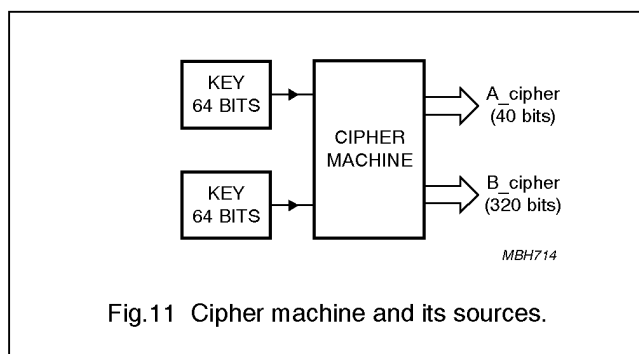 KEY
64 BITS
KEY
64 BITS
CIPHER
MACHINE
A_cipher
(40 bits)
B_cipher
(320 bits)
MBH714
Fig.11 Cipher machine and its sources.